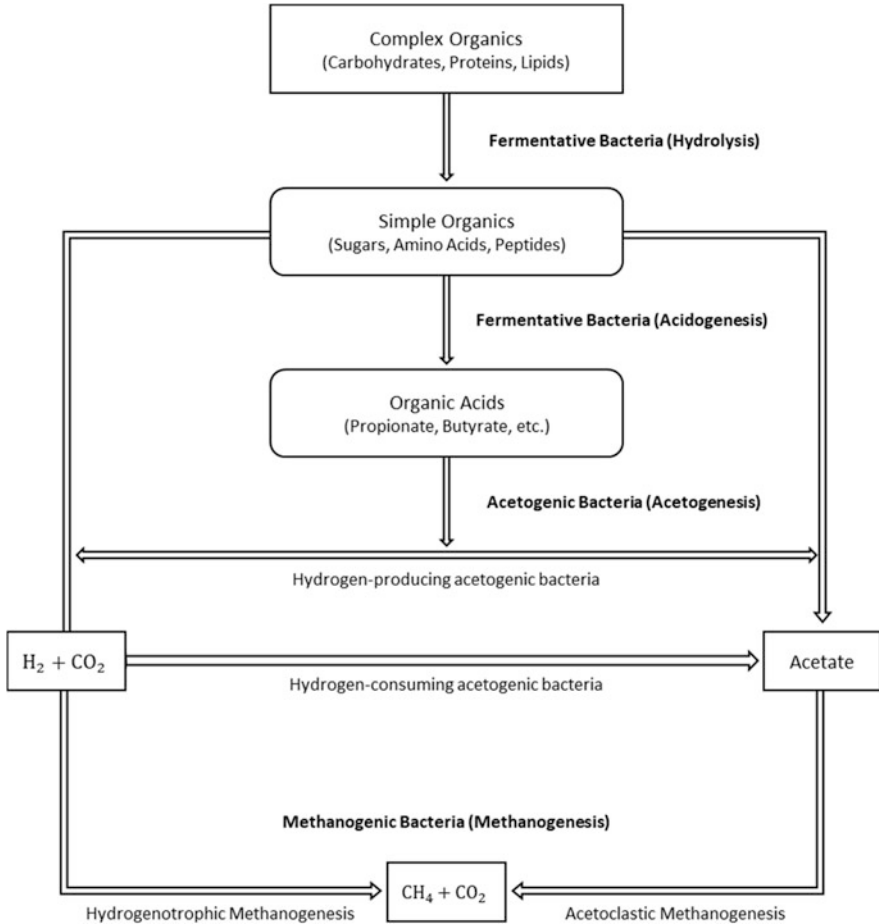 Complex Organics
(Carbohydrates, Proteins, Lipids)
Fermentative Bacteria (Hydrolysis)
Simple Organics
(Sugars, Amino Acids, Peptides)
Fermentative Bacteria (Acidogenesis)
Organic Acids
(Propionate, Butyrate, etc.)
Acetogenic Bacteria (Acetogenesis)
Hydrogen-producing acetogenic bacteria
H₂ + CO₂
Acetate
Hydrogen-consuming acetogenic bacteria
Methanogenic Bacteria (Methanogenesis)
CH₄ + CO₂
Hydrogenotrophic Methanogenesis
Acetoclastic Methanogenesis